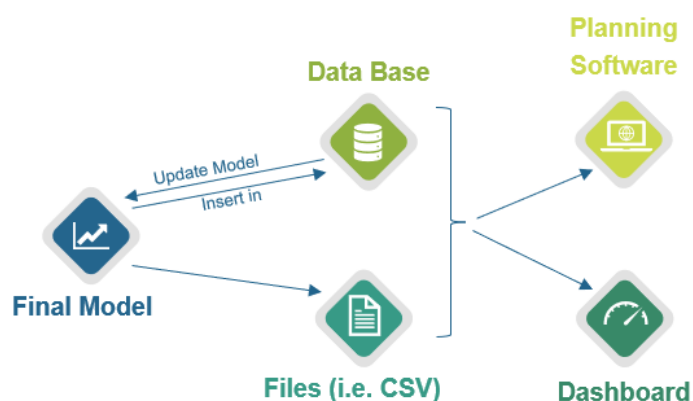 Planning
Software
Data Base
Update Model
Insert in
Final Model
Files (i.e. CSV)
Dashboard